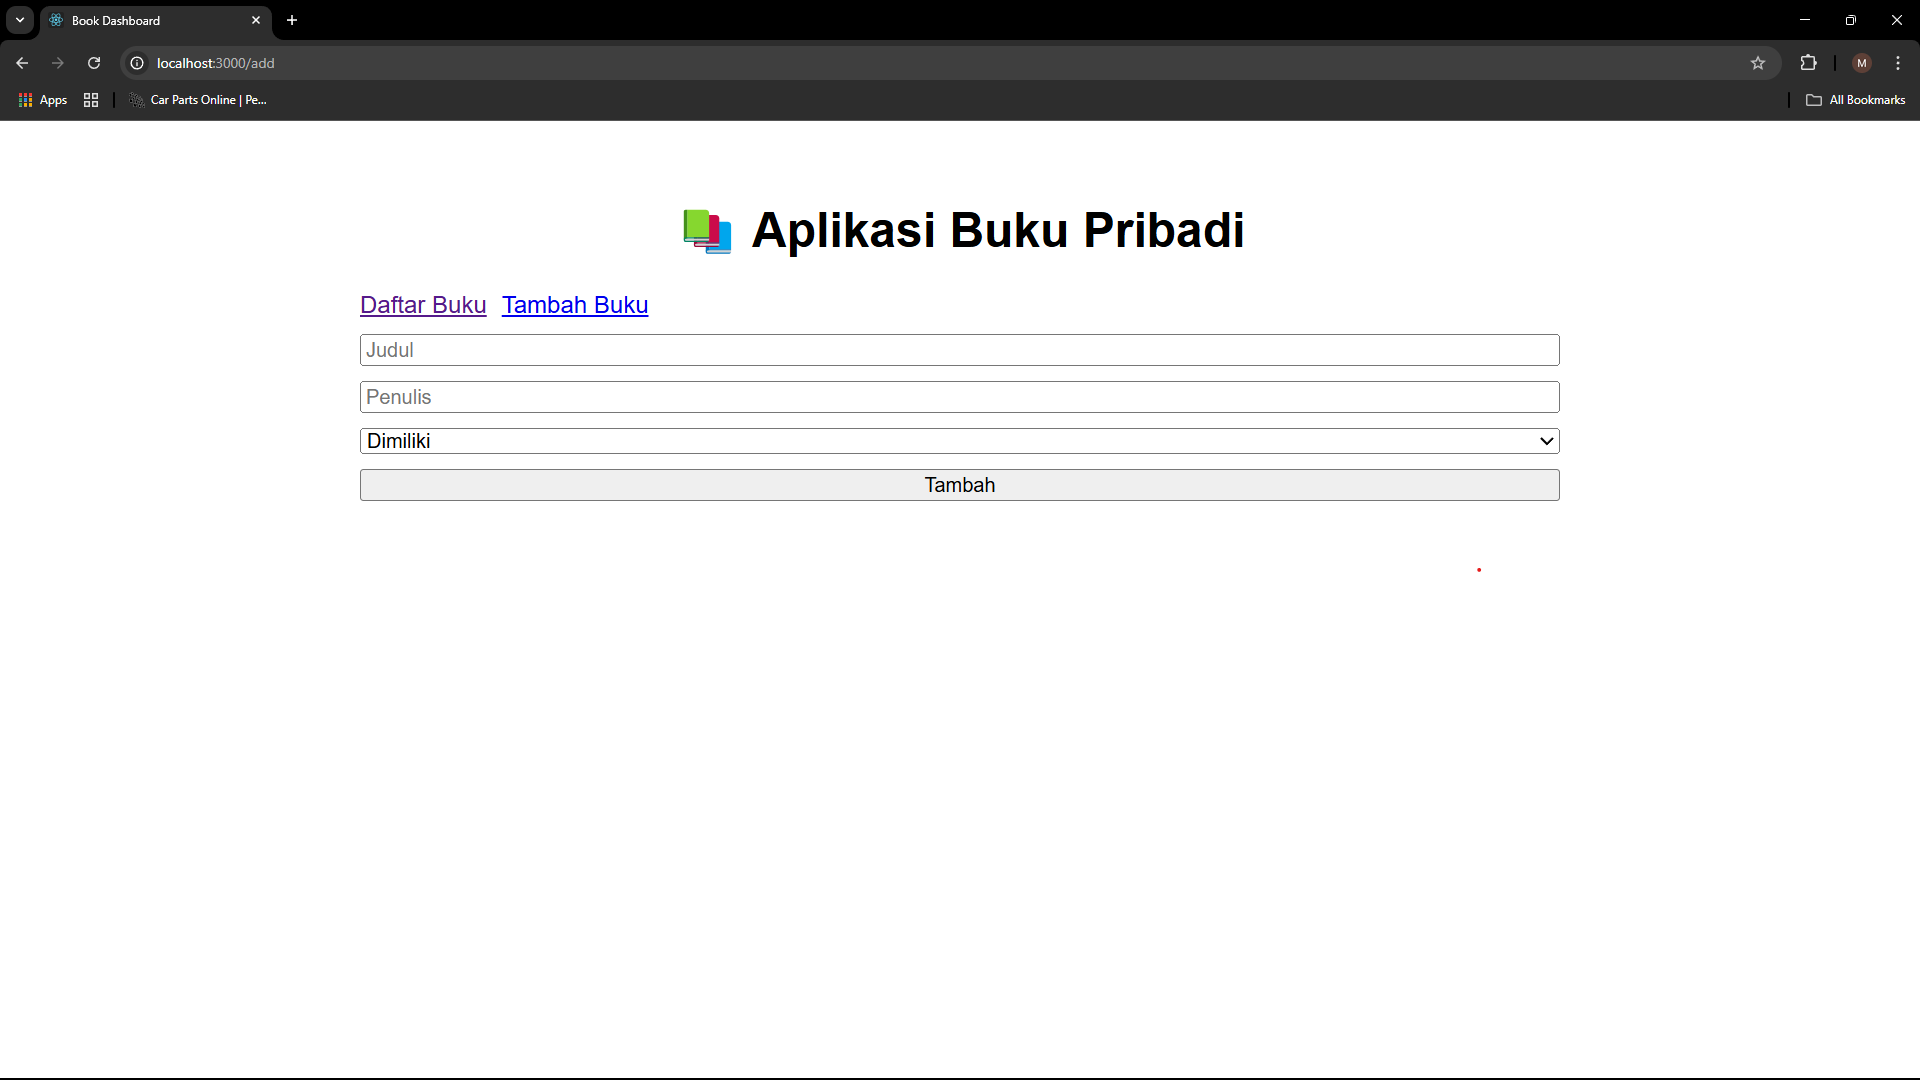 Book Dashboard
localhost:3000/add
M
Apps
Car Parts Online | Pe...
All Bookmarks
Aplikasi Buku Pribadi
Daftar Buku Tambah Buku
Judul
Penulis
Dimiliki
Tambah